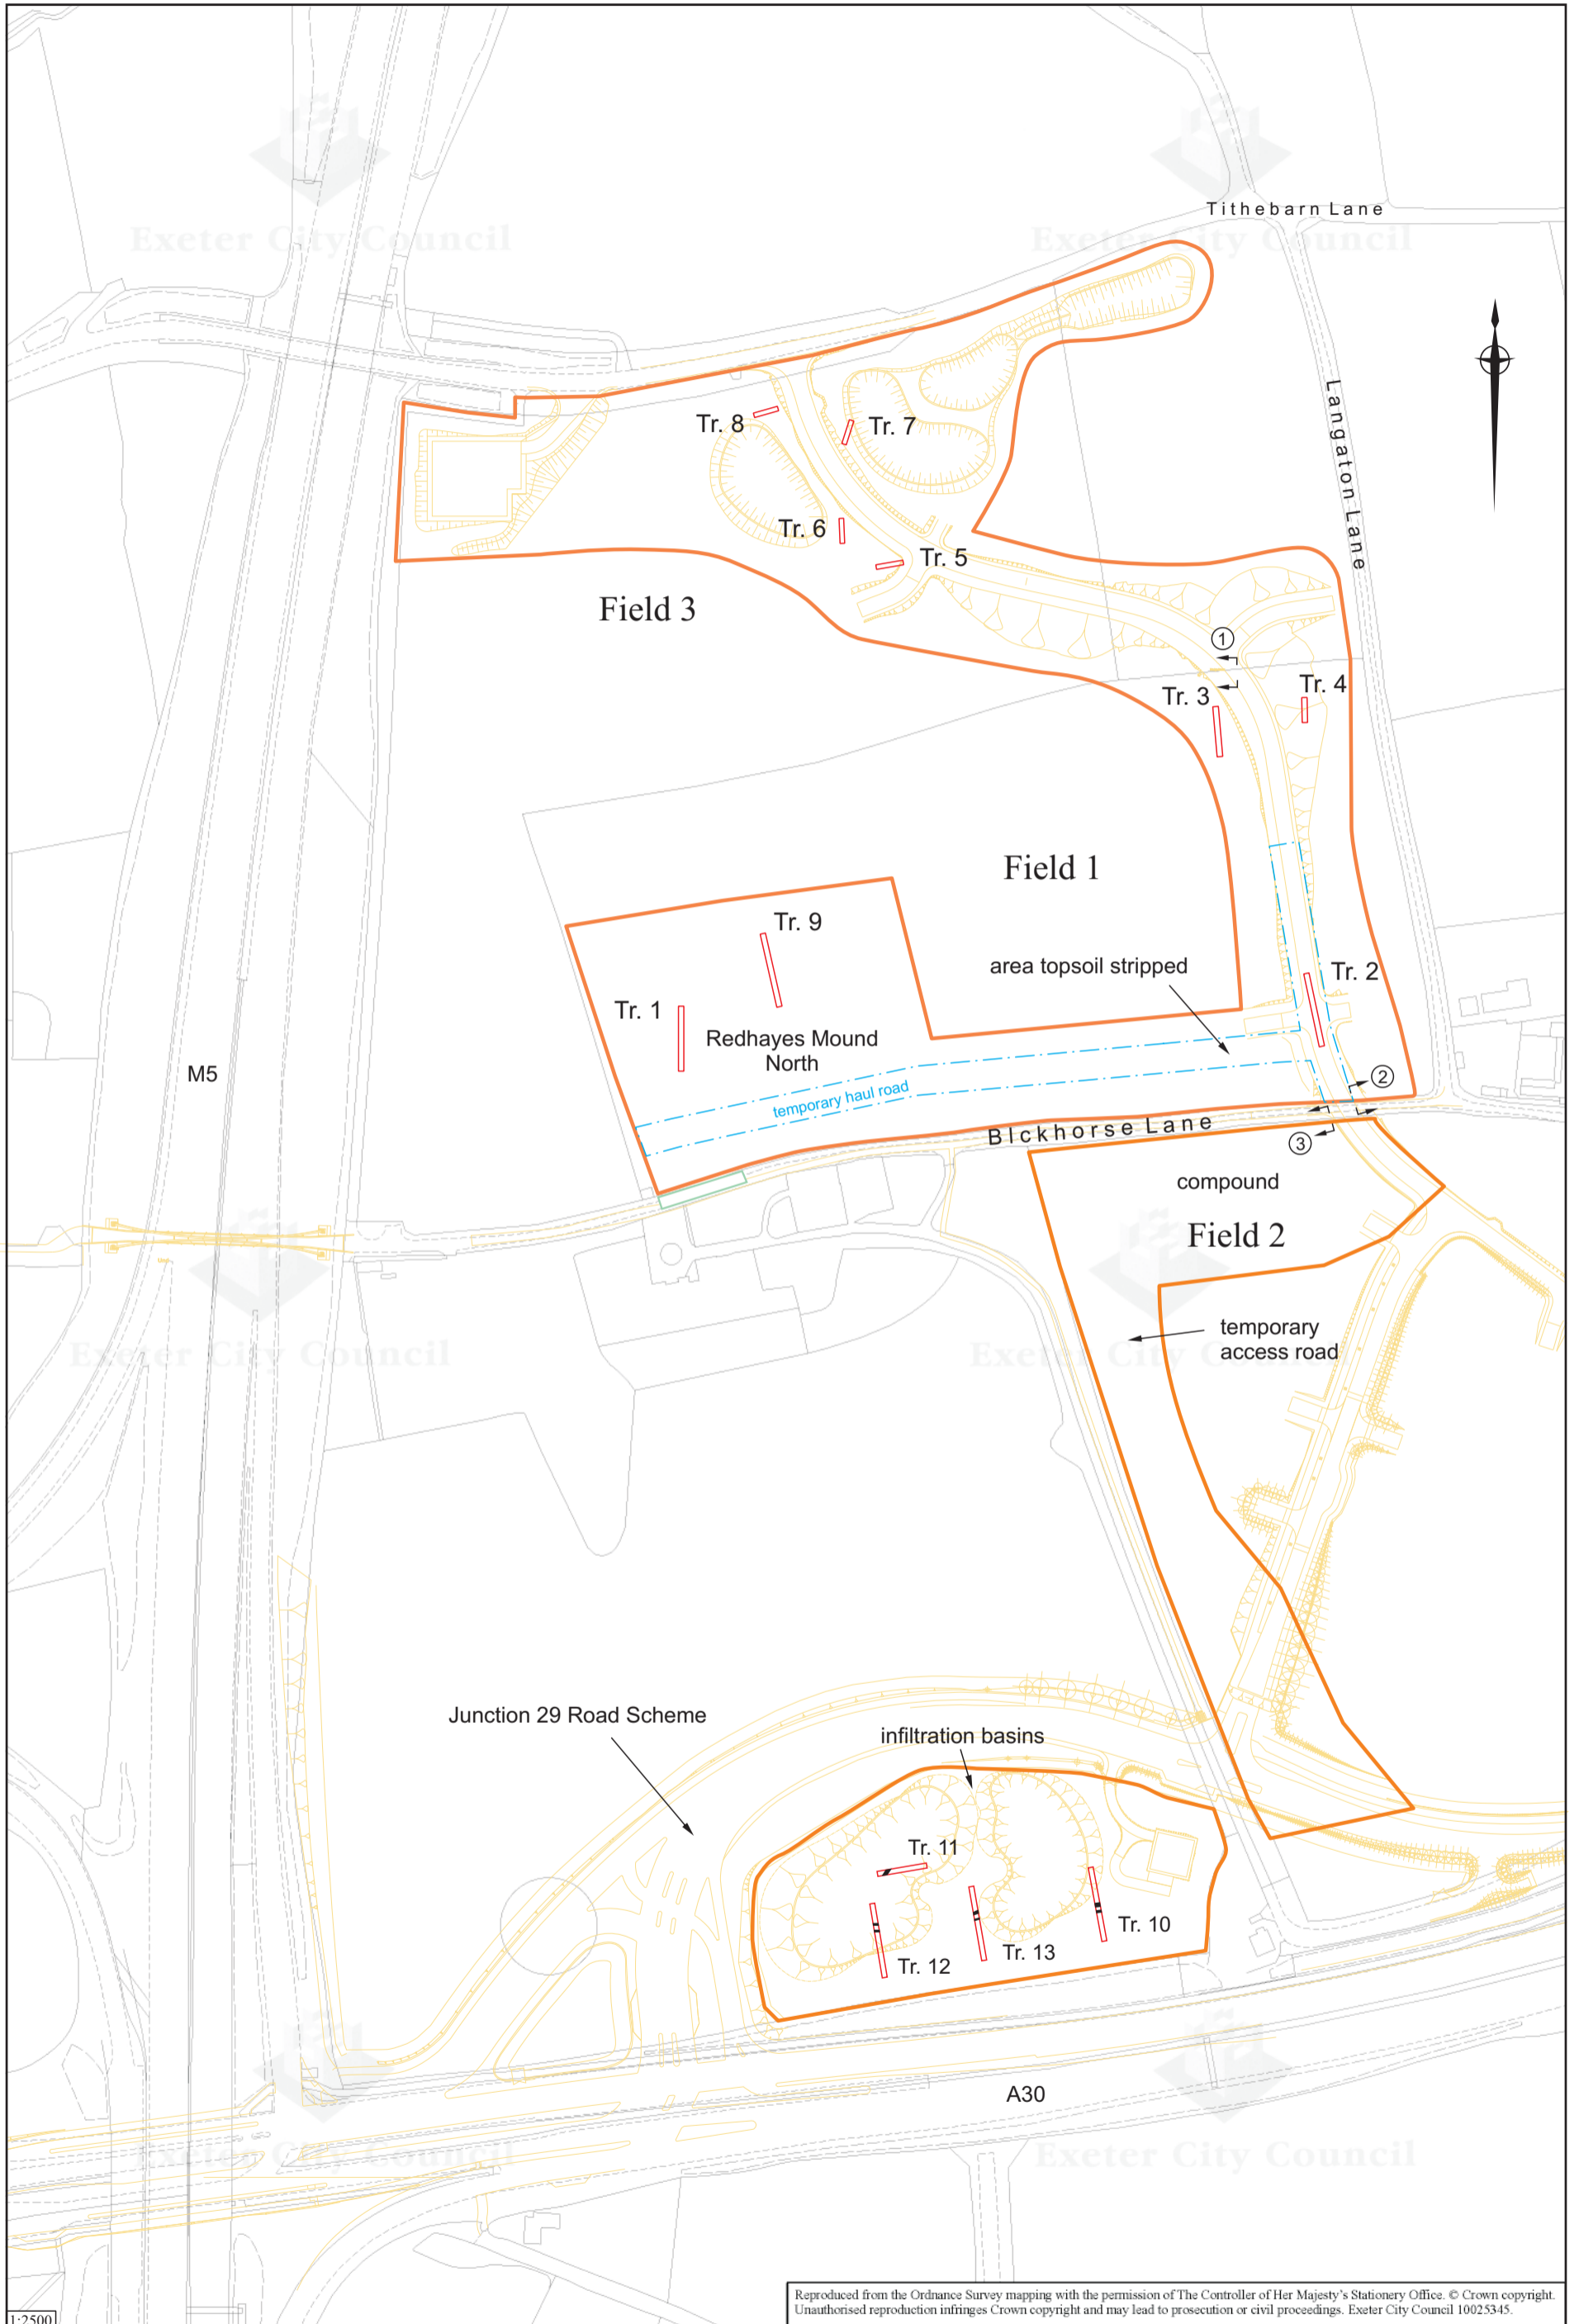 Exeter City Council
Exeter City Council
Tithebarn Lane
Langaton Lane
Tr. 8
Tr. 7
Tr. 6
Tr. 5
Field 3
1
Tr. 3
Tr. 4
Field 1
Tr. 9
area topsoil stripped
Tr. 2
Tr. 1
Redhayes Mound
North
M5
temporary haul road
2
Blckhorse Lane
3
compound
Field 2
temporary
access road
Exeter City Council
Exeter City Council
Junction 29 Road Scheme
infiltration basins
Tr. 11
Tr. 10
Tr. 13
Tr. 12
A30
Exeter City Council
Exeter City Council
Reproduced from the Ordnance Survey mapping with the permission of The Controller of Her Majesty's Stationery Office. © Crown copyright.
Unauthorised reproduction infringes Crown copyright and may lead to prosecution or civil proceedings. Exeter City Council 10025345.
1:2500